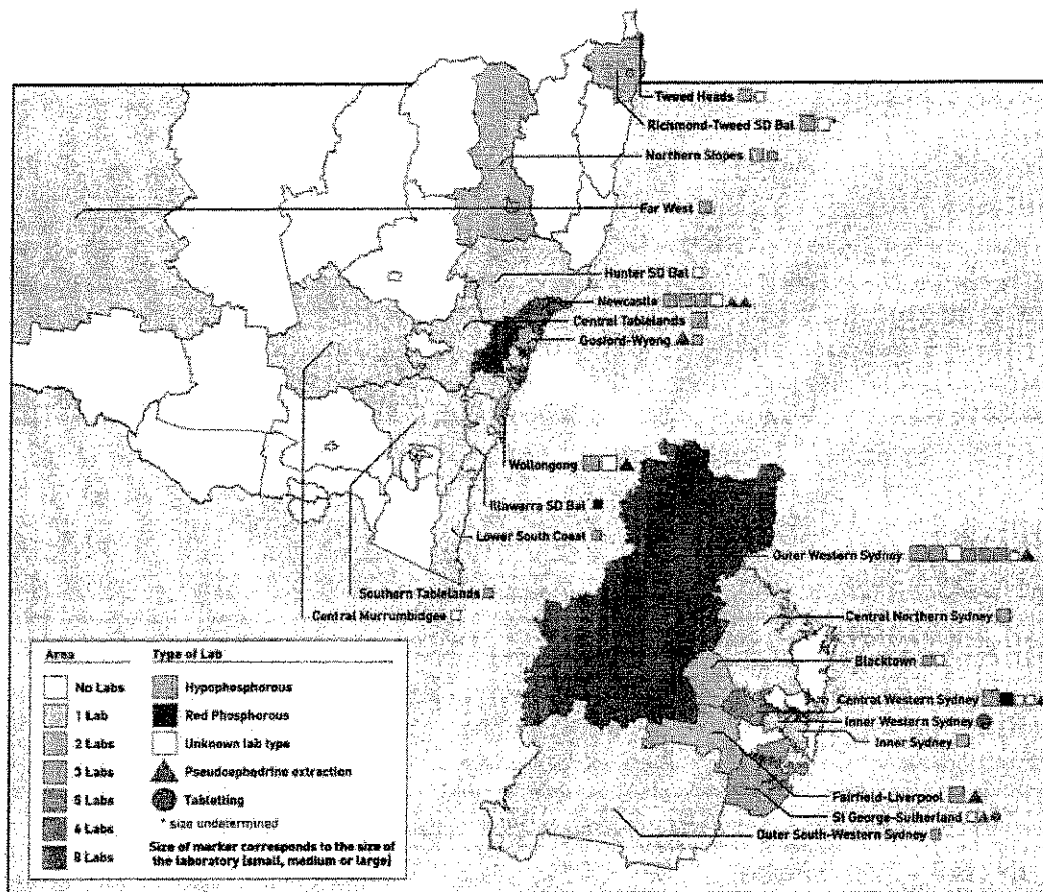 Tweed Heads
Richmond-Tweed SD Bal
*
Northern Slopes
Far West
Hunter SD Bal
Newcastle
Central Tablelands
Gosford-Wyong
Wollongong
Illawarra SD Bal
Lower South Coast
Outer Western Sydney
Southern Tablelands
Central Murrumbidgee
Central Northern Sydney
Blacktown
Central Western Sydney
Inner Western Sydney
Inner Sydney
Fairfield-Liverpool
St George-Sutherland
Outer South-Western Sydney
Area Type of Lab
No Labs Hypophosphorous
1 Lab Red Phosphorous
2 Labs Unknown lab type
3 Labs Pseudoephedrine extraction
5 Labs Tabletting
6 Labs * size undetermined
8 Labs Size of marker corresponds to the size of
the laboratory (small, medium or large)